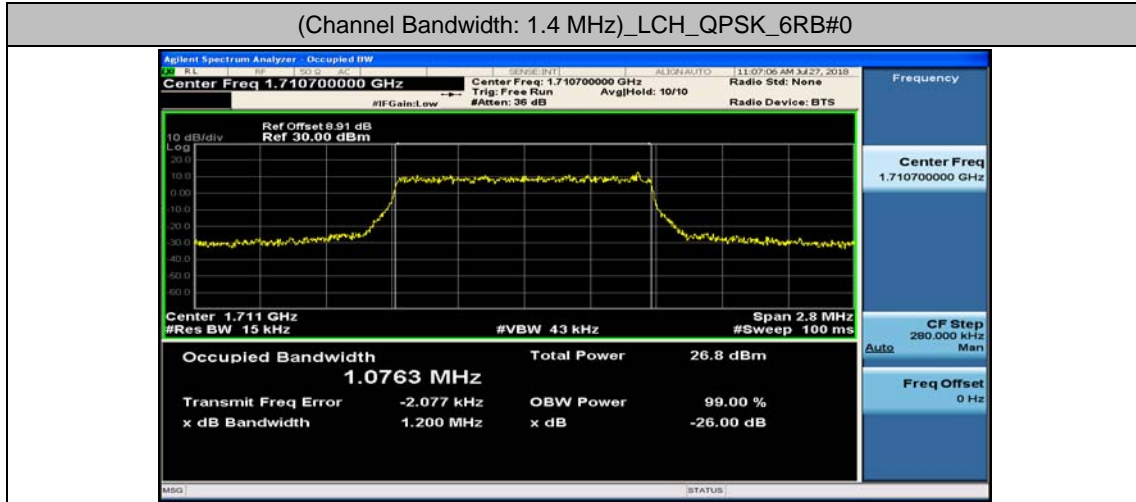 (Channel Bandwidth: 1.4 MHz)_LCH_QPSK_6RB#0
Agilent Spectrum Analyzer - Occupied BW
RL RF 50 Ω AC SENSE:INT ALIGN AUTO 11:07:06 AM Jul 27, 2018
Center Freq 1.710700000 GHz
Center Freq: 1.710700000 GHz
Radio Std: None
Trig: Free Run Avg|Hold: 10/10
#IFGain:Low
#Atten: 36 dB
Radio Device: BTS
Frequency
Ref Offset 8.91 dB
10 dB/div Ref 30.00 dBm
Log
20.0
10.0
0.00
-10.0
-20.0
-30.0
-40.0
-50.0
-60.0
Center Freq
1.710700000 GHz
Center 1.711 GHz Span 2.8 MHz
#Res BW 15 kHz #VBW 43 kHz #Sweep 100 ms
CF Step
280.000 kHz
Auto Man
Occupied Bandwidth Total Power 26.8 dBm
1.0763 MHz
Transmit Freq Error -2.077 kHz OBW Power 99.00 %
x dB Bandwidth 1.200 MHz x dB -26.00 dB
Freq Offset
0 Hz
MSG STATUS